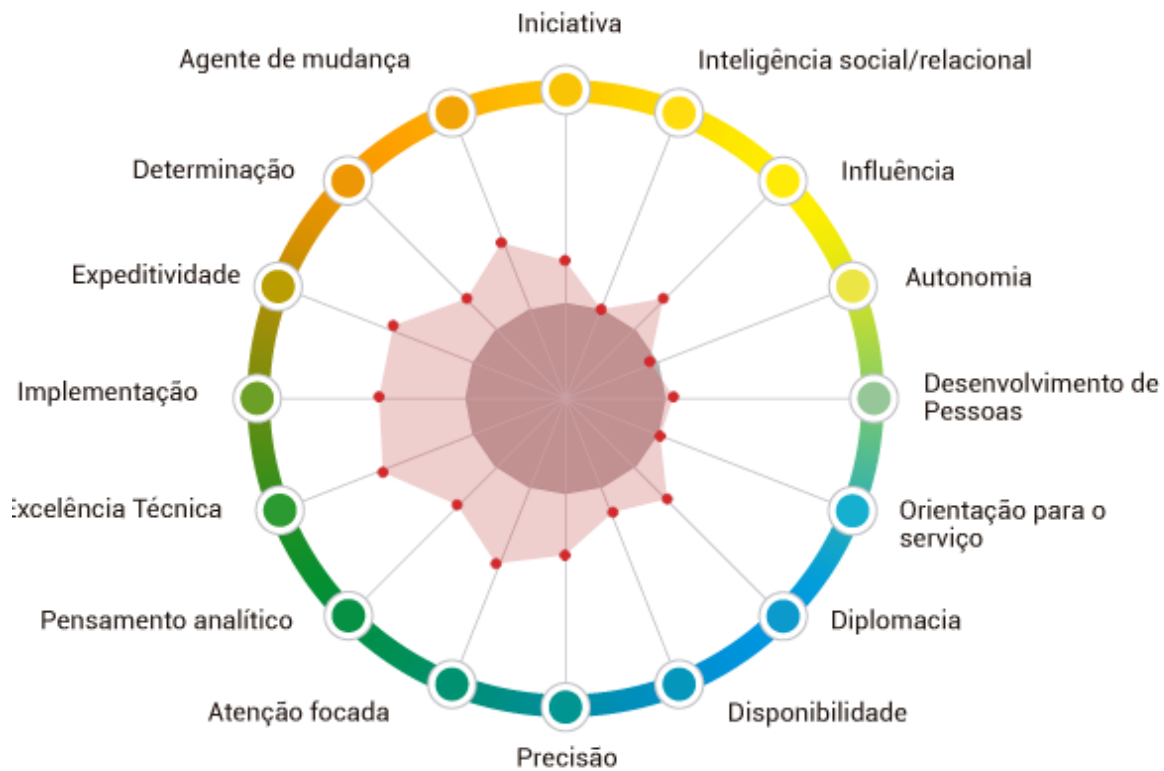 Iniciativa
Agente de mudança
Inteligência social/relacional
Determinação
Influência
Expeditividade
Autonomia
Implementação
Desenvolvimento de
Pessoas
Excelência Técnica
Orientação para o
serviço
Pensamento analítico
Diplomacia
Atenção focada
Disponibilidade
Precisão